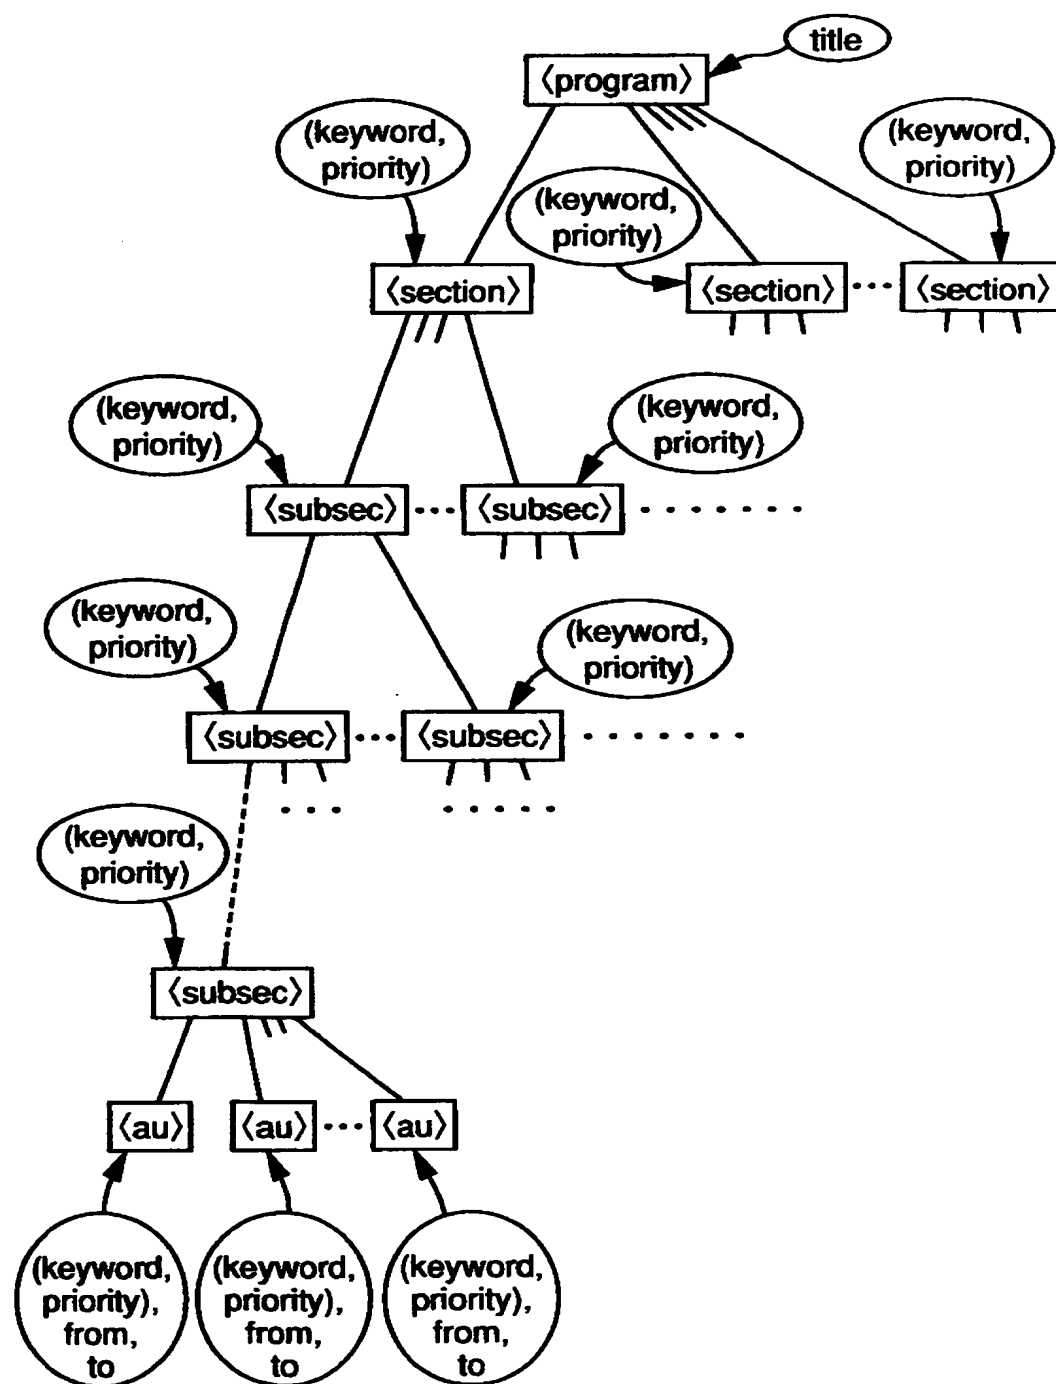 title
〈program〉
(keyword,
priority)
(keyword,
priority)
(keyword,
priority)
〈section〉
〈section〉 ... 〈section〉
(keyword,
priority)
(keyword,
priority)
〈subsec〉 ... 〈subsec〉 ........
(keyword,
priority)
(keyword,
priority)
〈subsec〉 ... 〈subsec〉 ........
(keyword,
priority)
〈subsec〉
〈au〉 〈au〉 ... 〈au〉
(keyword,
priority),
from,
to
(keyword,
priority),
from,
to
(keyword,
priority),
from,
to